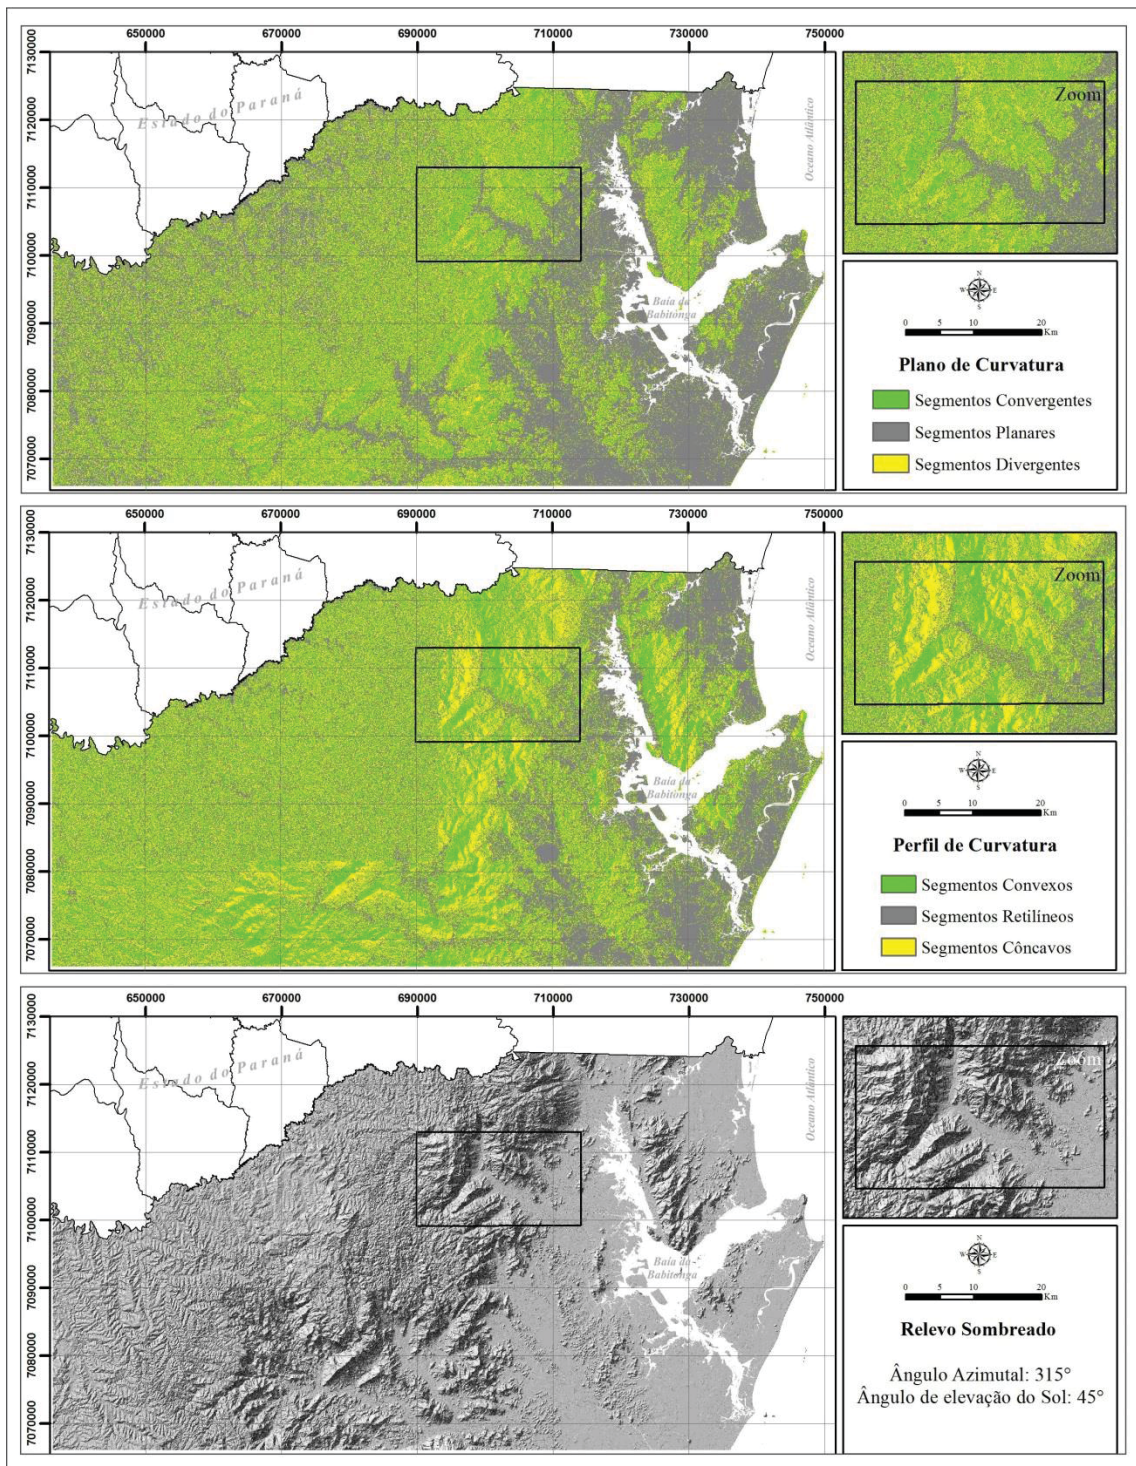 650000 670000 690000 710000 730000 750000
7130000
7120000
7110000
7100000
7090000
7080000
7070000
Estado do Paraná
Oceano Atlântico
Baía da
Babitonga
Zoom
N
W E
S
0 5 10 20
Km
Plano de Curvatura
Segmentos Convergentes
Segmentos Planares
Segmentos Divergentes
650000 670000 690000 710000 730000 750000
7130000
7120000
7110000
7100000
7090000
7080000
7070000
Estado do Paraná
Oceano Atlântico
Baía da
Babitonga
Zoom
N
W E
S
0 5 10 20
Km
Perfil de Curvatura
Segmentos Convexos
Segmentos Retilíneos
Segmentos Côncavos
650000 670000 690000 710000 730000 750000
7130000
7120000
7110000
7100000
7090000
7080000
7070000
Estado do Paraná
Oceano Atlântico
Baía da
Babitonga
Zoom
N
W E
S
0 5 10 20
Km
Relevo Sombreado
Ângulo Azimutal: 315°
Ângulo de elevação do Sol: 45°